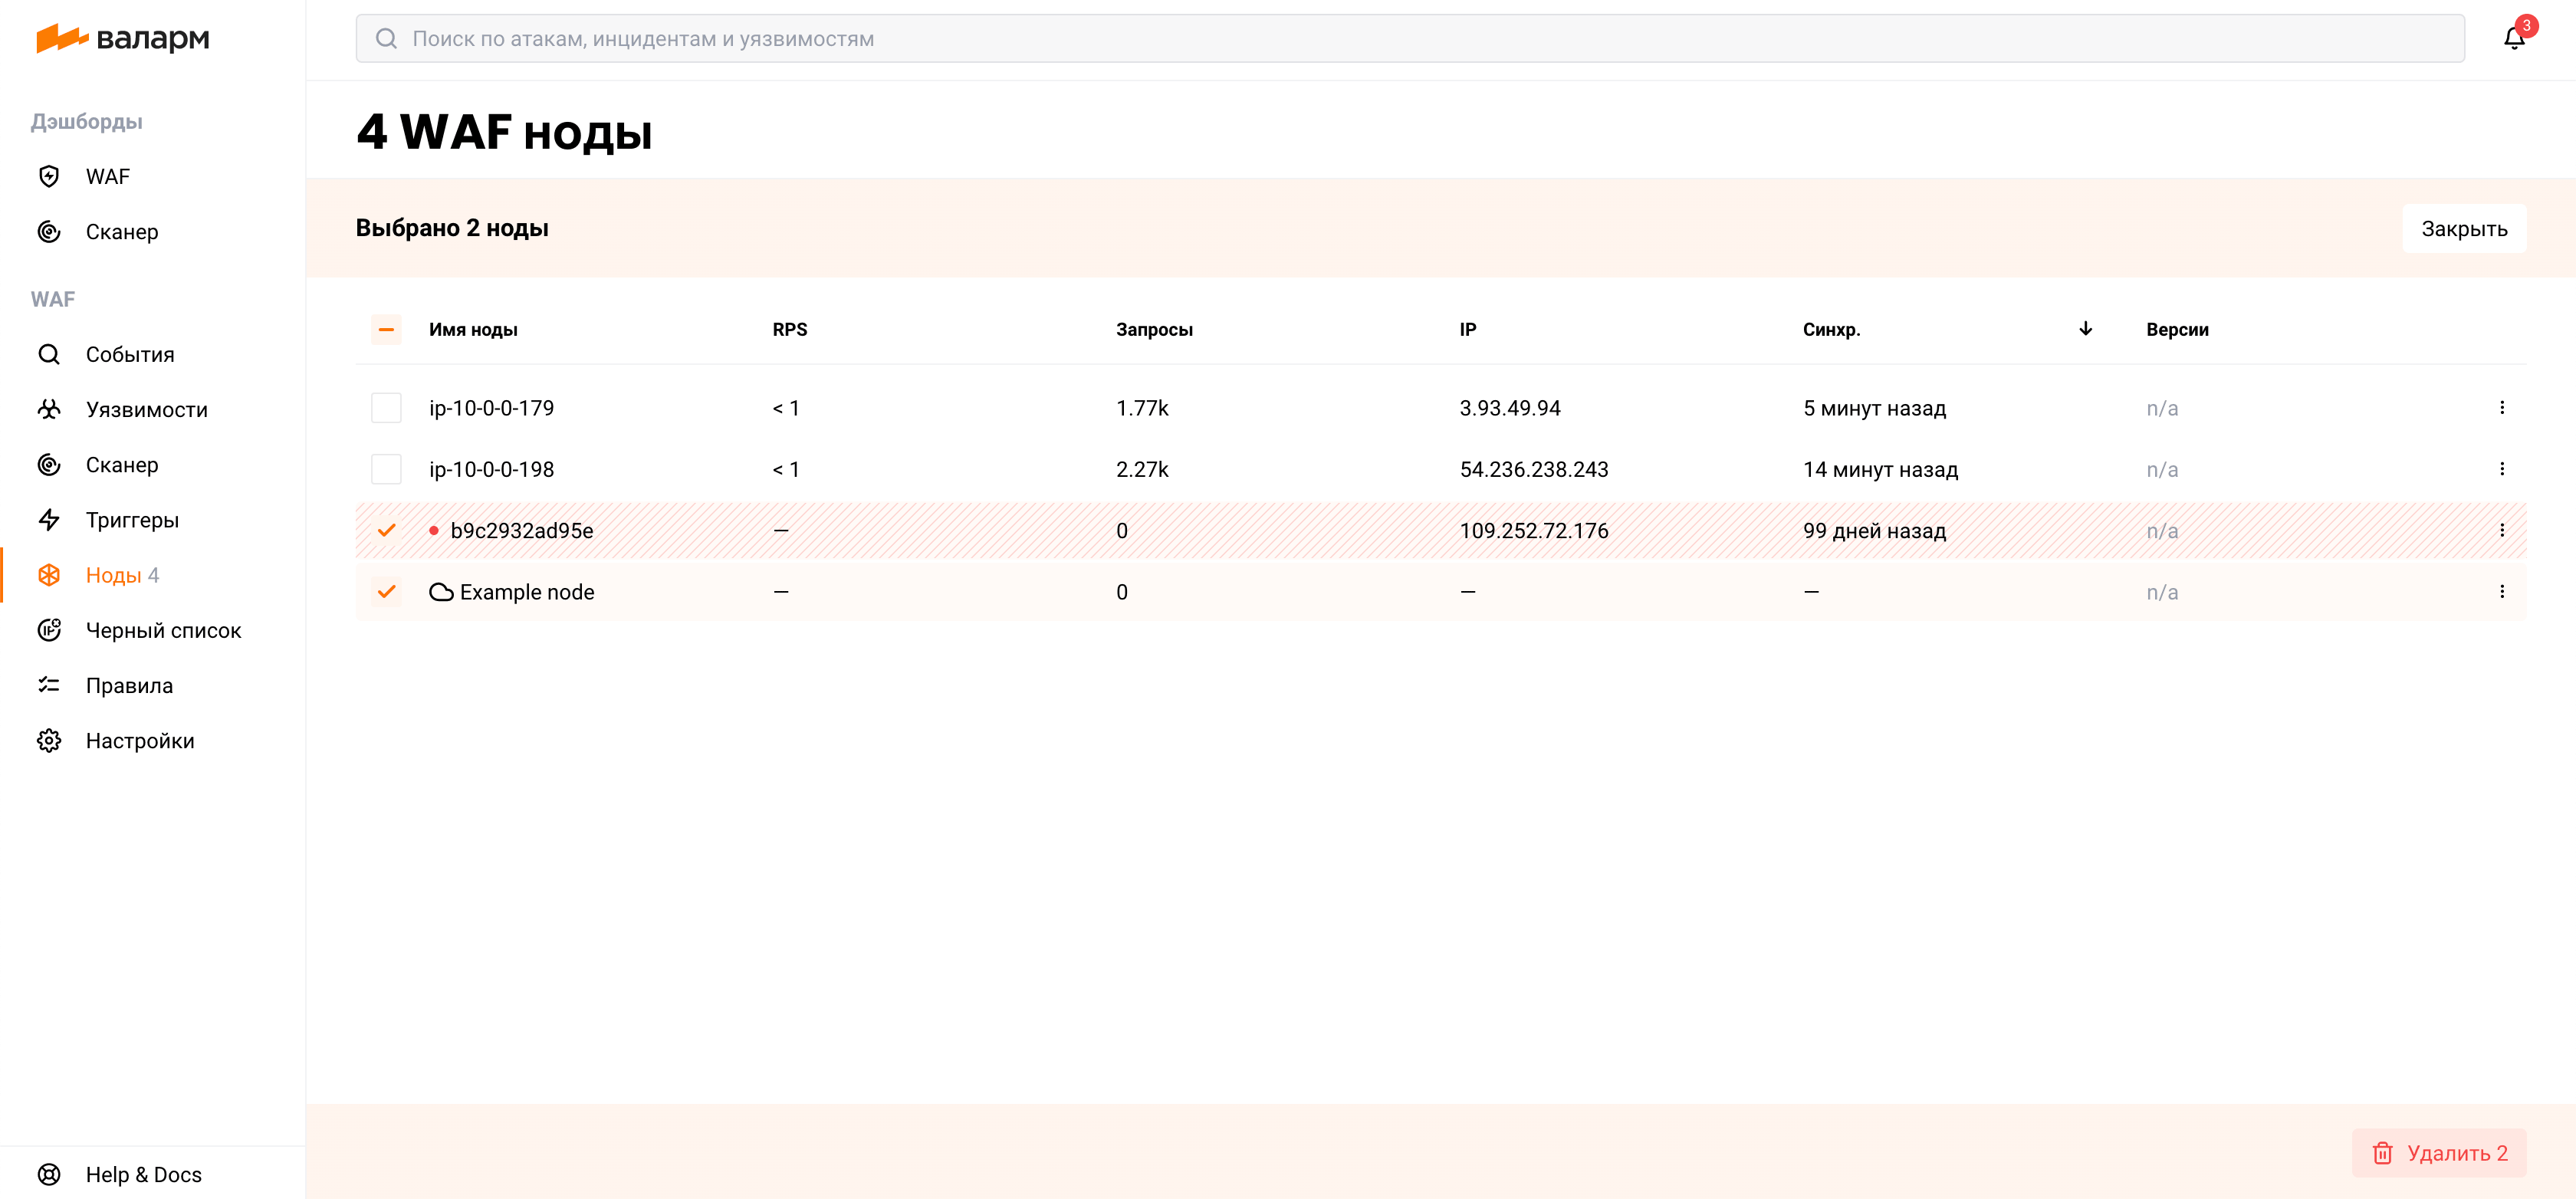 валарм
Поиск по атакам, инцидентам и уязвимостям
3
Дэшборды
WAF
Сканер
WAF
События
Уязвимости
Сканер
Триггеры
Ноды 4
Черный список
Правила
Настройки
Help & Docs
4 WAF ноды
Выбрано 2 ноды
Закрыть
Имя ноды RPS Запросы IP Синхр. Версии
ip-10-0-0-179 < 1 1.77k 3.93.49.94 5 минут назад n/a
ip-10-0-0-198 < 1 2.27k 54.236.238.243 14 минут назад n/a
b9c2932ad95e — 0 109.252.72.176 99 дней назад n/a
Example node — 0 — — n/a
Удалить 2